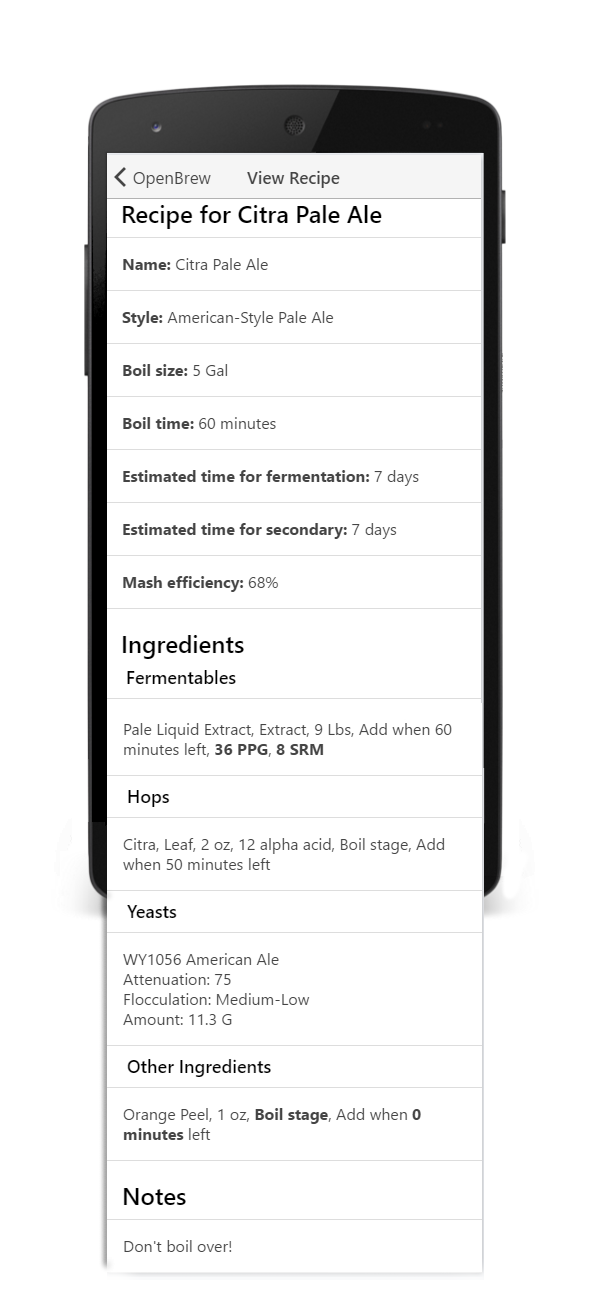 OpenBrew View Recipe
Recipe for Citra Pale Ale
Name: Citra Pale Ale
Style: American-Style Pale Ale
Boil size: 5 Gal
Boil time: 60 minutes
Estimated time for fermentation: 7 days
Estimated time for secondary: 7 days
Mash efficiency: 68%
Ingredients
Fermentables
Pale Liquid Extract, Extract, 9 Lbs, Add when 60
minutes left, 36 PPG, 8 SRM
Hops
Citra, Leaf, 2 oz, 12 alpha acid, Boil stage, Add
when 50 minutes left
Yeasts
WY1056 American Ale
Attenuation: 75
Flocculation: Medium-Low
Amount: 11.3 G
Other Ingredients
Orange Peel, 1 oz, Boil stage, Add when 0
minutes left
Notes
Don't boil over!